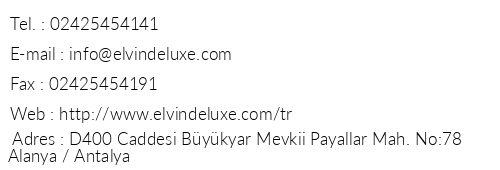 Tel. : 02425454141
E-mail : info@elvindeluxe.com
Fax : 02425454191
Web : http://www.elvindeluxe.com/tr
Adres : D400 Caddesi Büyükyar Mevkii Payallar Mah. No:78
Alanya / Antalya